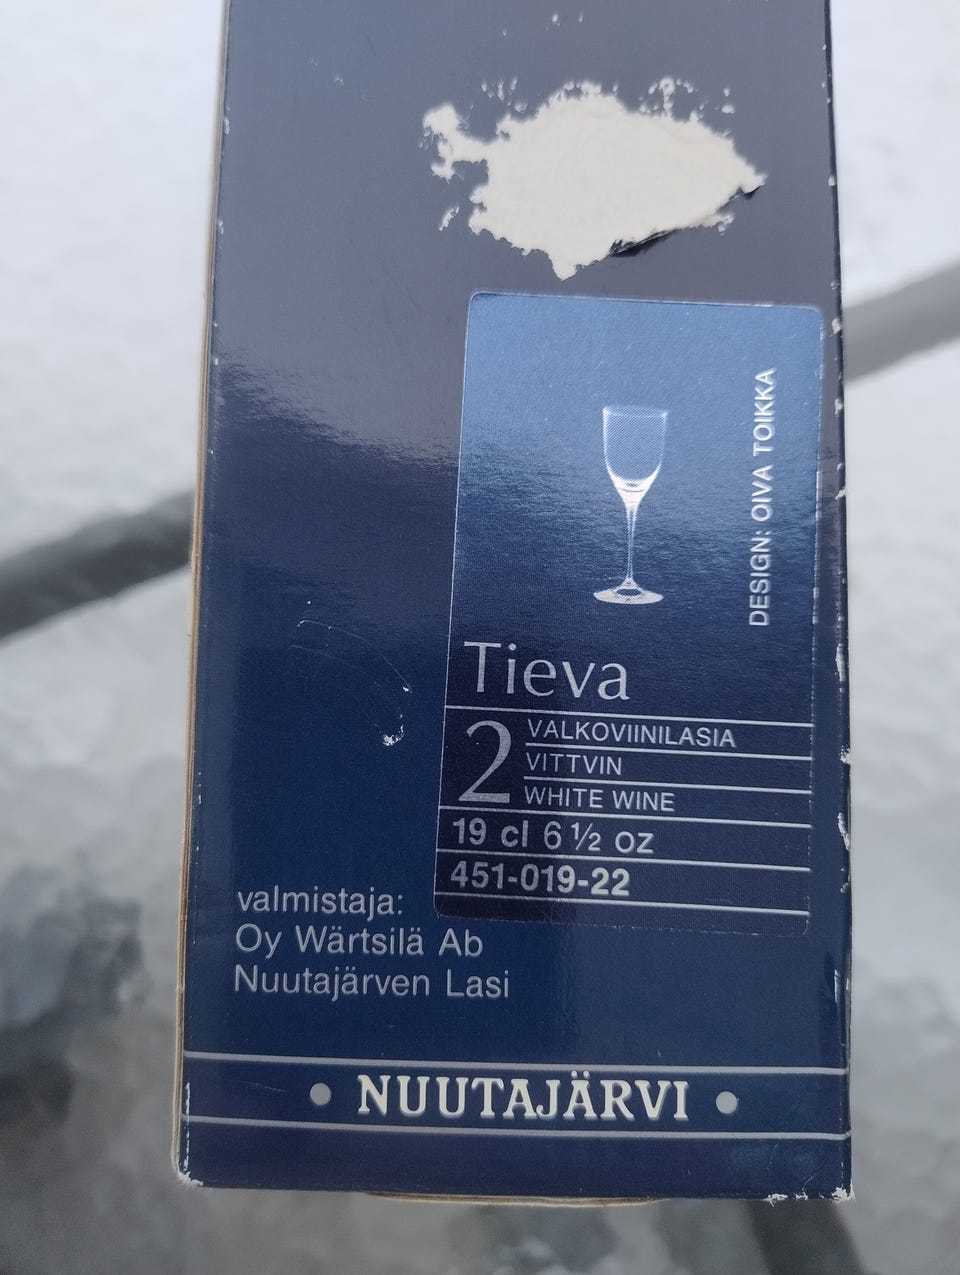 DESIGN: OIVA TOIKKA
Tieva
2 VALKOVIINILASIA
VITTVIN
WHITE WINE
19 cl 6 ½ oz
451-019-22
valmistaja:
Oy Wärtsilä Ab
Nuutajärven Lasi
• NUUTAJÄRVI •